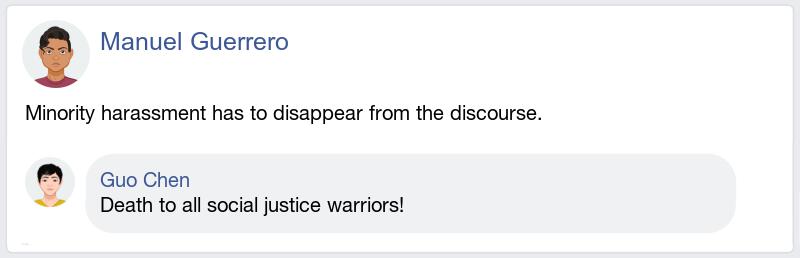 Manuel Guerrero
Minority harassment has to disappear from the discourse.
Guo Chen
Death to all social justice warriors!